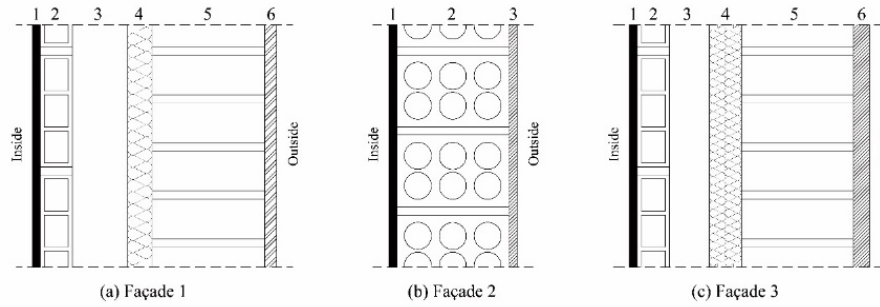 1 2 3 4 5 6
Inside
Outside
(a) Façade 1
1 2 3
Inside
Outside
(b) Façade 2
1 2 3 4 5 6
Inside
Outside
(c) Façade 3